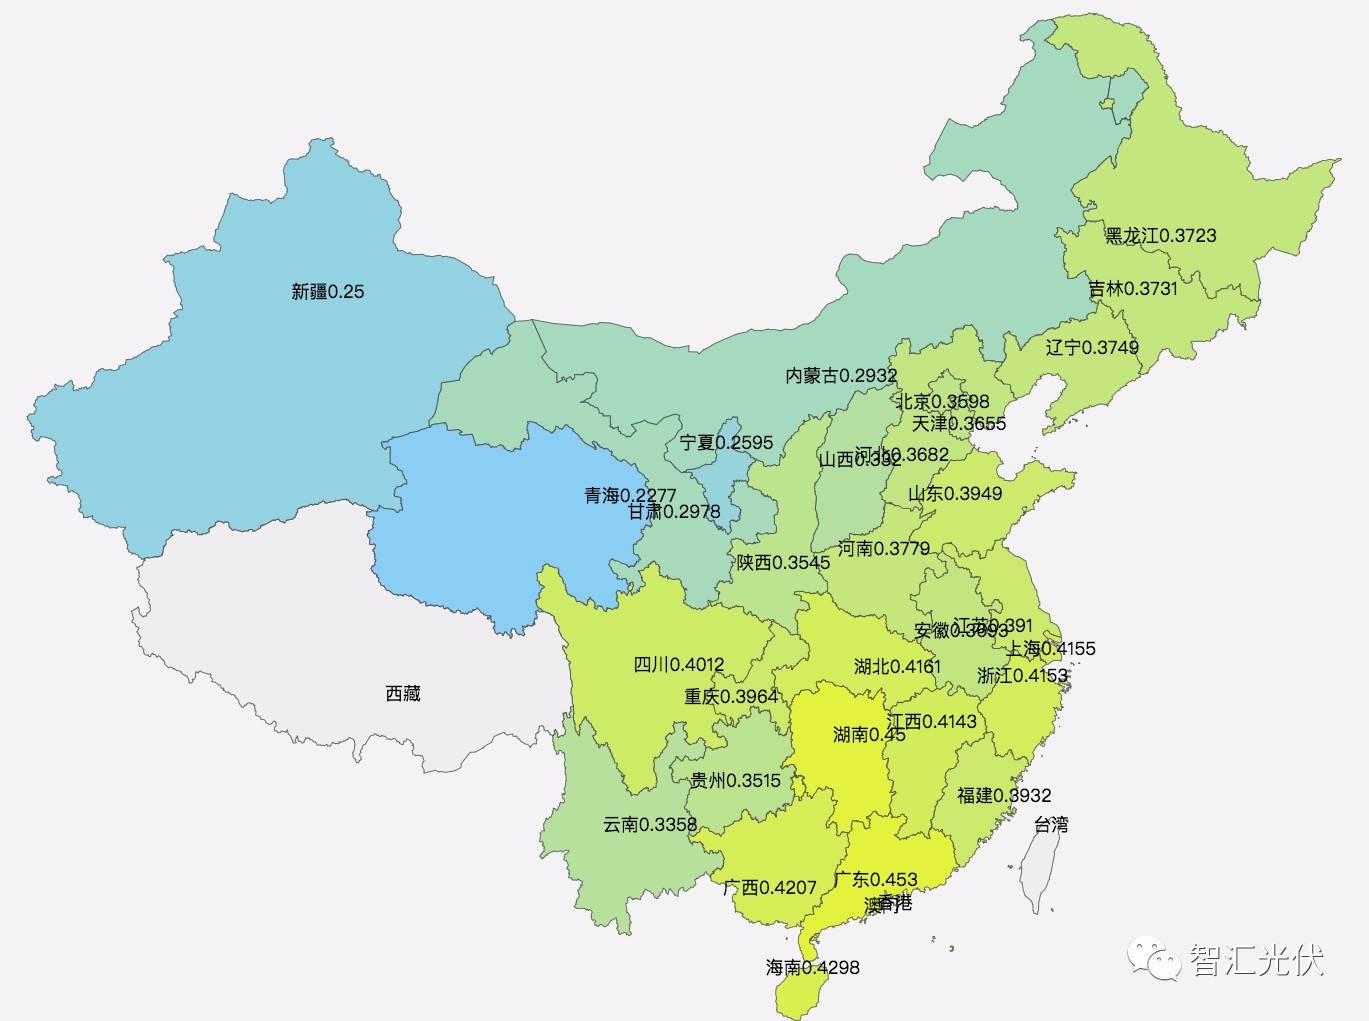 黑龙江0.3723
吉林0.3731
新疆0.25
辽宁0.3749
内蒙古0.2932
北京0.3598
天津0.3655
宁夏0.2595
河北0.3682
山西0.332
青海0.2277
山东0.3949
甘肃0.2978
河南0.3779
陕西0.3545
江苏0.391
安徽0.3693
上海0.4155
四川0.4012
湖北0.4161
浙江0.4153
西藏
重庆0.3964
江西0.4143
湖南0.45
贵州0.3515
福建0.3932
云南0.3358
台湾
广西0.4207
广东0.453
香港
澳门
智汇光伏
海南0.4298